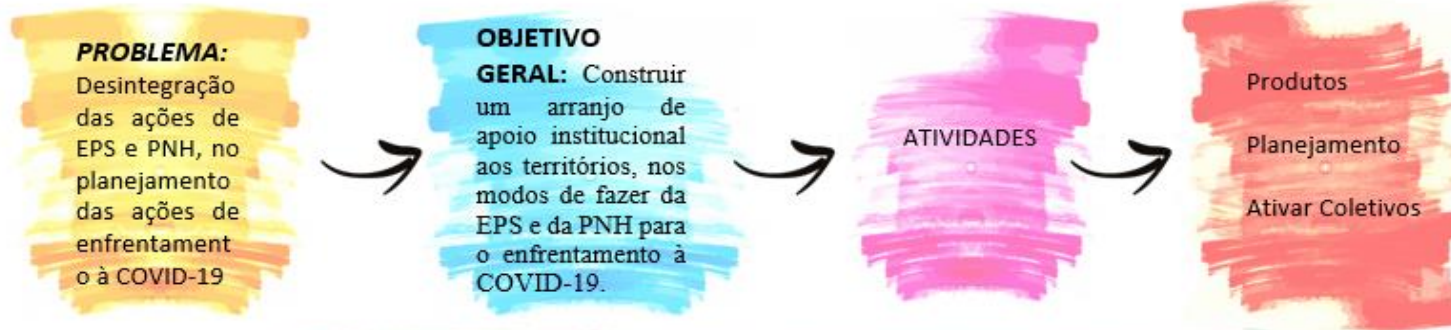 PROBLEMA:
Desintegração
das ações de
EPS e PNH, no
planejamento
das ações de
enfrentament
o à COVID-19
OBJETIVO
GERAL: Construir
um arranjo de
apoio institucional
aos territórios, nos
modos de fazer da
EPS e da PNH para
o enfrentamento à
COVID-19.
ATIVIDADES
Produtos
Planejamento
Ativar Coletivos